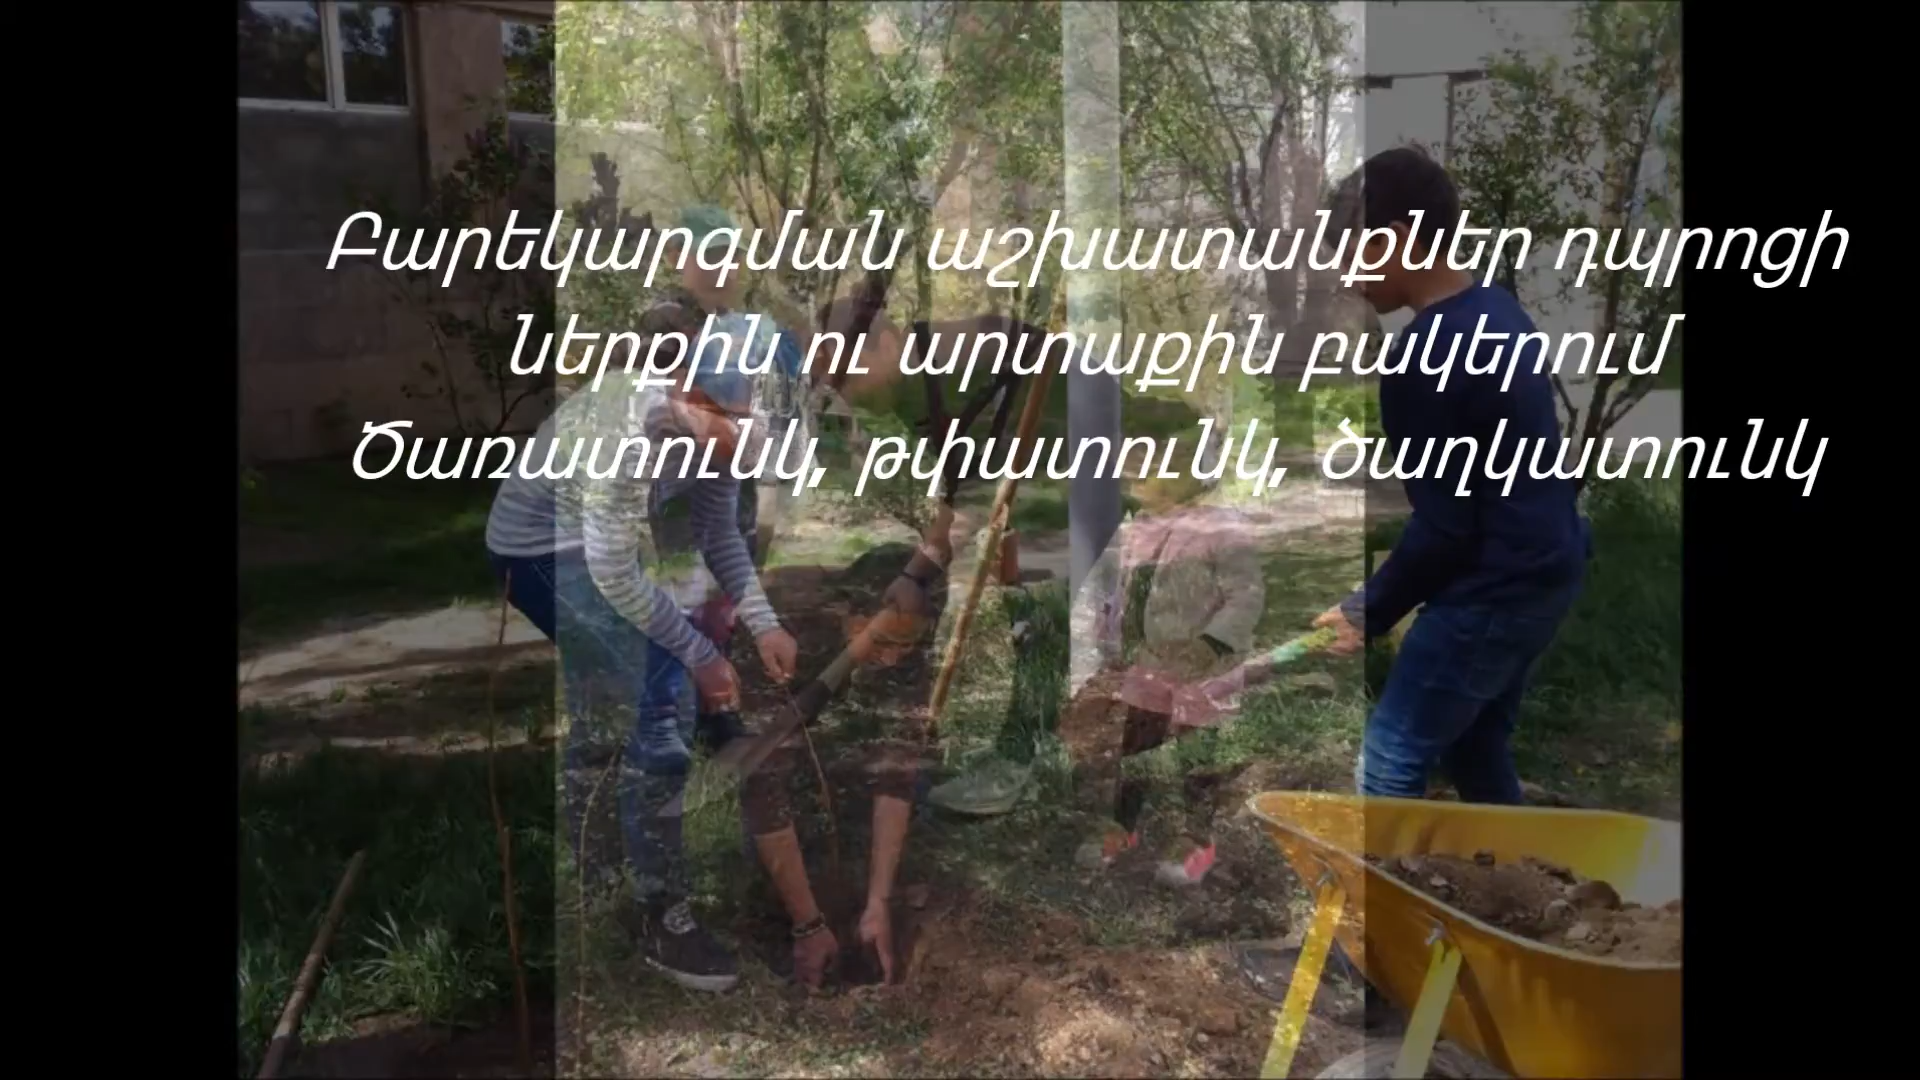 Բարեկարգման աշխատանքներ դպրոցի
ներքին ու արտաքին բակերում
Ծառատունկ, թփատունկ, ծաղկատունկ